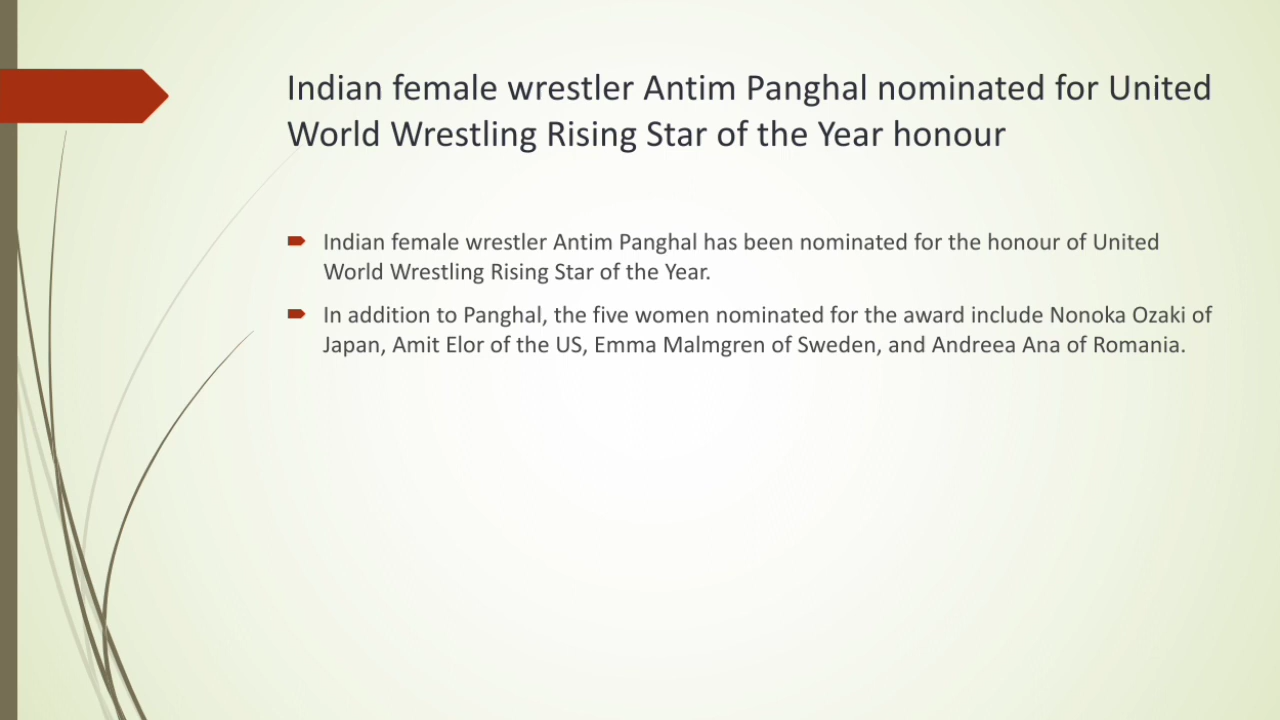 Indian female wrestler Antim Panghal nominated for United
World Wrestling Rising Star of the Year honour
Indian female wrestler Antim Panghal has been nominated for the honour of United
World Wrestling Rising Star of the Year.
In addition to Panghal, the five women nominated for the award include Nonoka Ozaki of
Japan, Amit Elor of the US, Emma Malmgren of Sweden, and Andreea Ana of Romania.